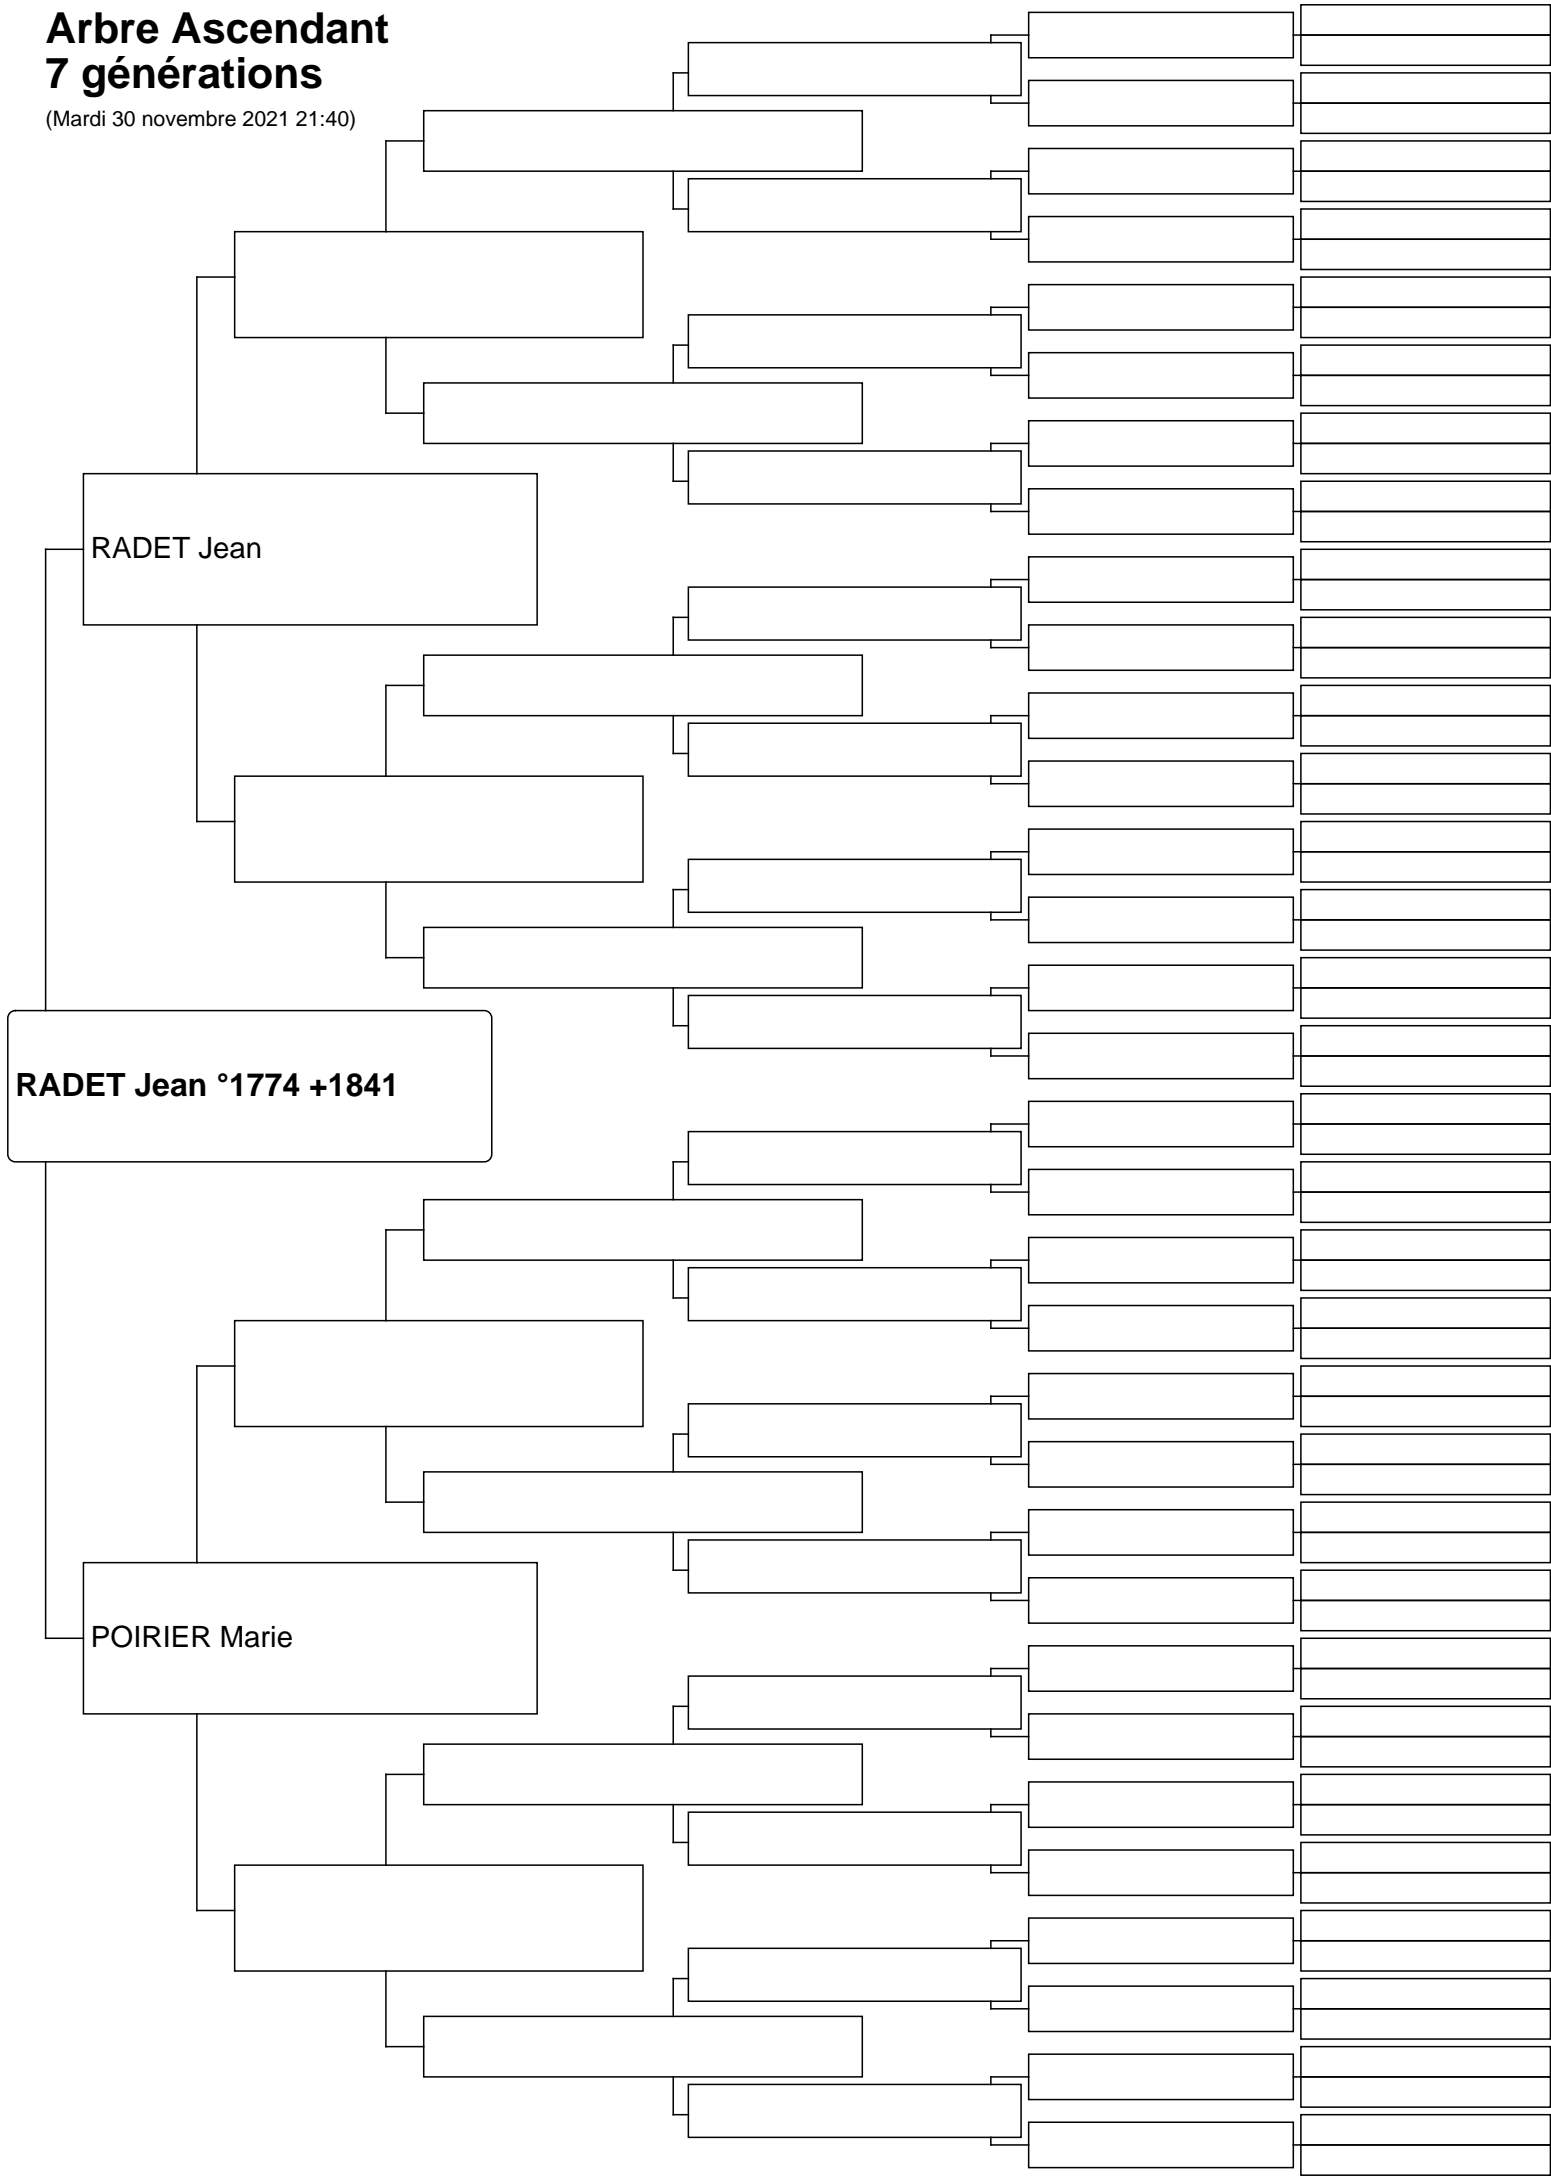 Arbre Ascendant
7 générations
(Mardi 30 novembre 2021 21:40)
RADET Jean
RADET Jean °1774 +1841
POIRIER Marie